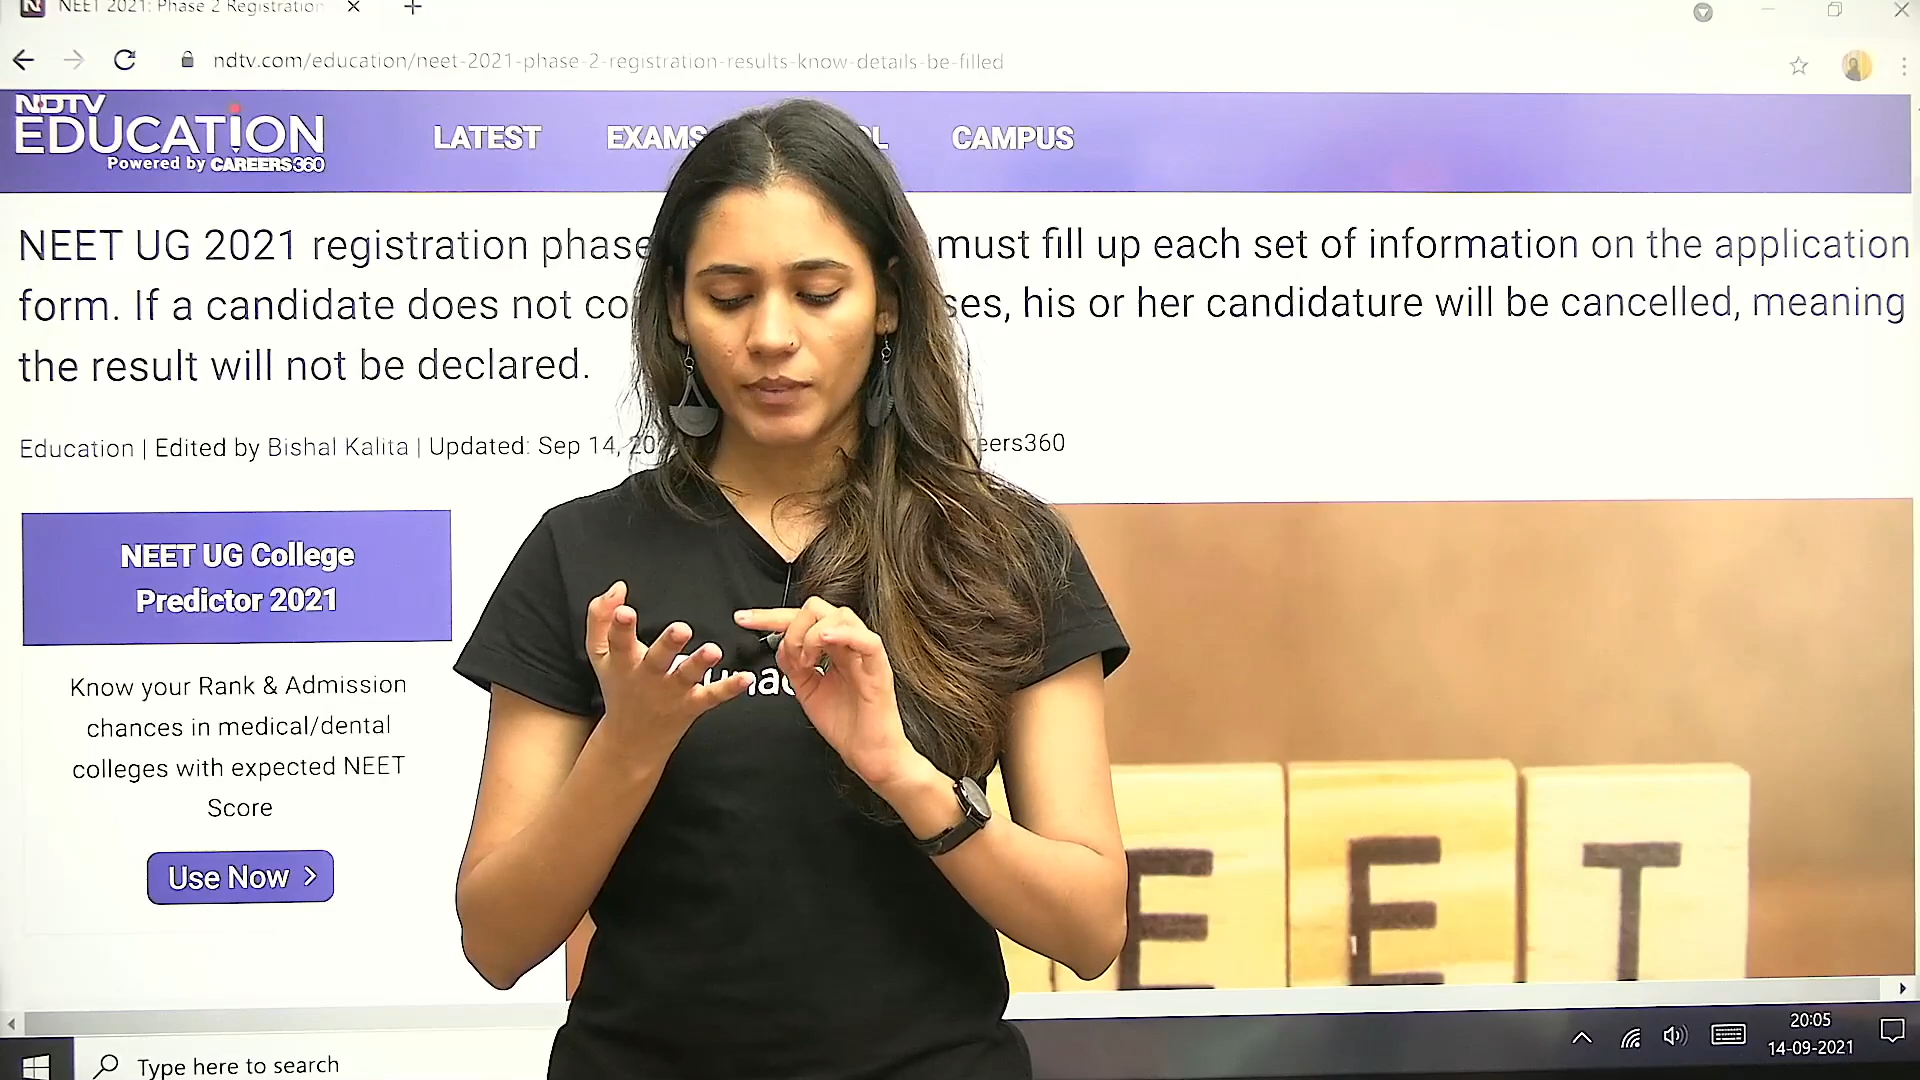 NEET 2021: Phase 2 Registration
ndtv.com/education/neet-2021-phase-2-registration-results-know-details-be-filled
NDTV
EDUCATION
Powered by CAREERS360
LATEST EXAMS CAMPUS
NEET UG 2021 registration phase must fill up each set of information on the application
form. If a candidate does not his or her candidature will be cancelled, meaning
the result will not be declared.
Education | Edited by Bishal Kalita | Updated: Sep 14,
NEET UG College
Predictor 2021
Know your Rank & Admission
chances in medical/dental
colleges with expected NEET
Score
Use Now
E E T
Type here to search
20:05
14-09-2021